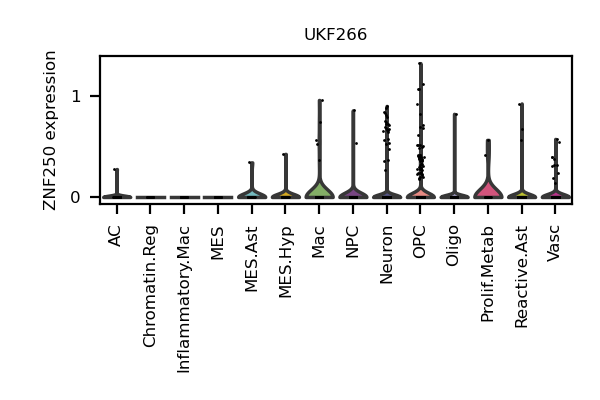 UKF266
ZNF250 expression
1
0
AC
Chromatin.Reg
Inflammatory.Mac
MES
MES.Ast
MES.Hyp
Mac
NPC
Neuron
OPC
Oligo
Prolif.Metab
Reactive.Ast
Vasc